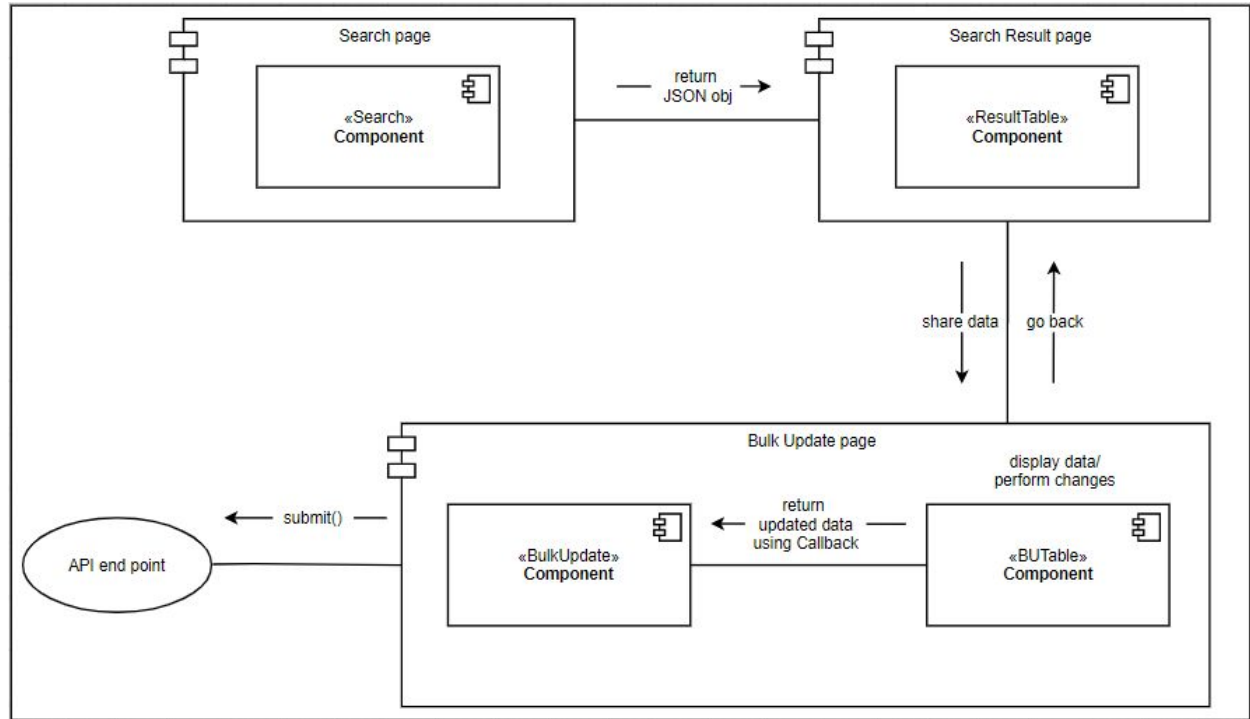 Search page
«Search»
Component
return
JSON obj
Search Result page
«ResultTable»
Component
share data
go back
Bulk Update page
display data/
perform changes
«BulkUpdate»
Component
return
updated data
using Callback
«BUTable»
Component
submit()
API end point